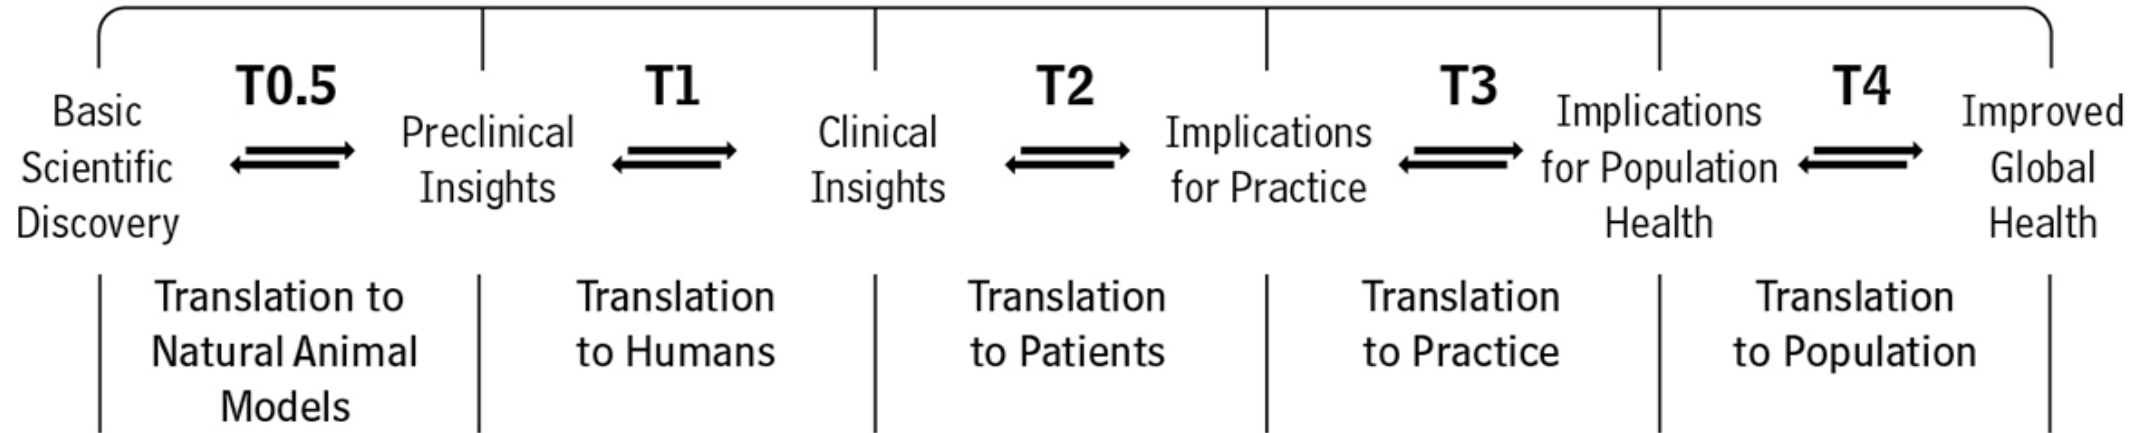 T0.5
T1
T2
T3
T4
Basic
Scientific
Discovery
Preclinical
Insights
Clinical
Insights
Implications
for Practice
Implications
for Population
Health
Improved
Global
Health
Translation to
Natural Animal
Models
Translation
to Humans
Translation
to Patients
Translation
to Practice
Translation
to Population